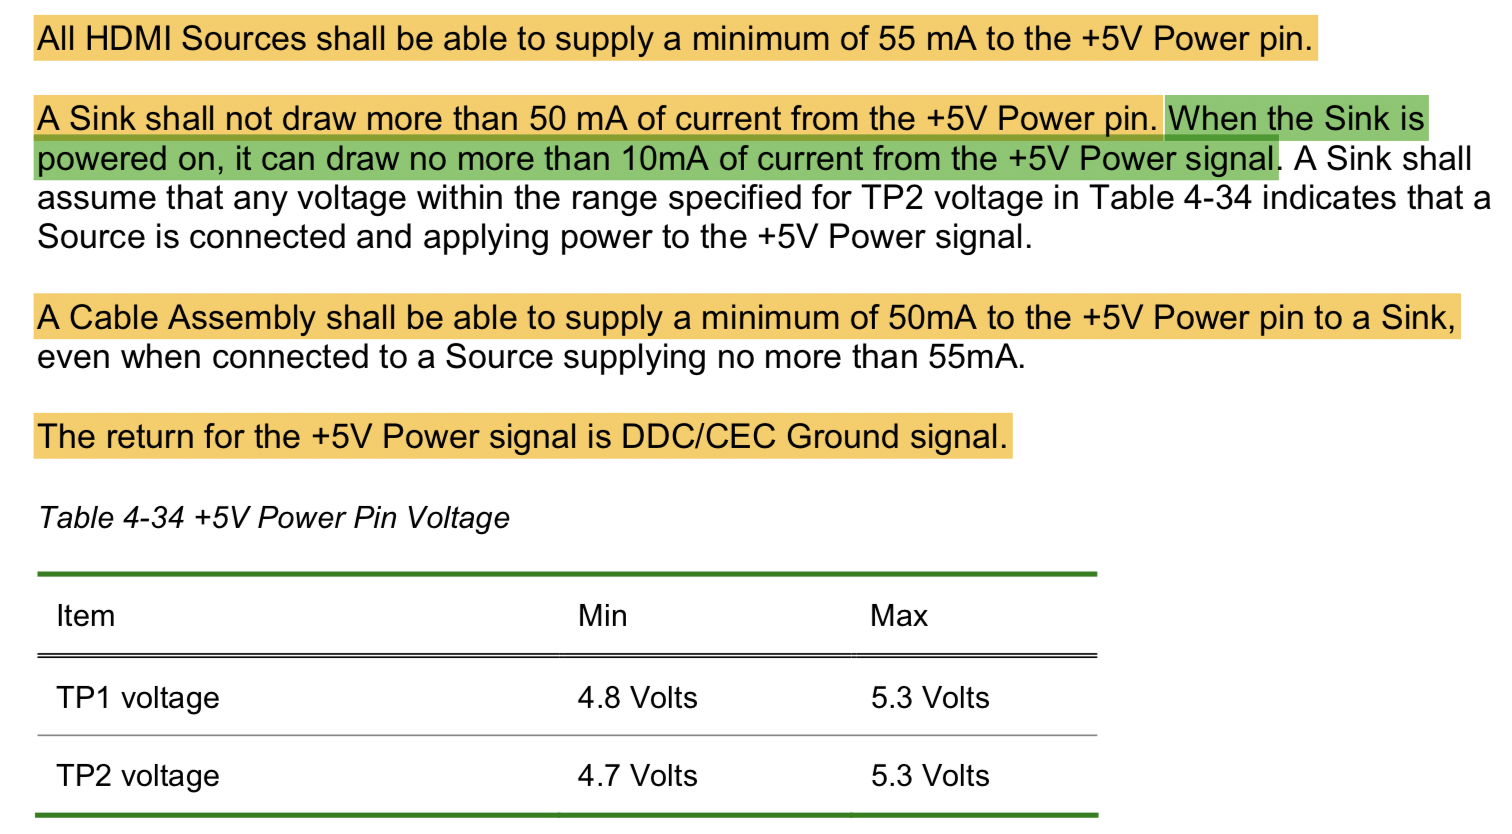 All HDMI Sources shall be able to supply a minimum of 55 mA to the +5V Power pin.
A Sink shall not draw more than 50 mA of current from the +5V Power pin. When the Sink is
powered on, it can draw no more than 10mA of current from the +5V Power signal. A Sink shall
assume that any voltage within the range specified for TP2 voltage in Table 4-34 indicates that a
Source is connected and applying power to the +5V Power signal.
A Cable Assembly shall be able to supply a minimum of 50mA to the +5V Power pin to a Sink,
even when connected to a Source supplying no more than 55mA.
The return for the +5V Power signal is DDC/CEC Ground signal.
Table 4-34 +5V Power Pin Voltage
Item Min Max
TP1 voltage 4.8 Volts 5.3 Volts
TP2 voltage 4.7 Volts 5.3 Volts